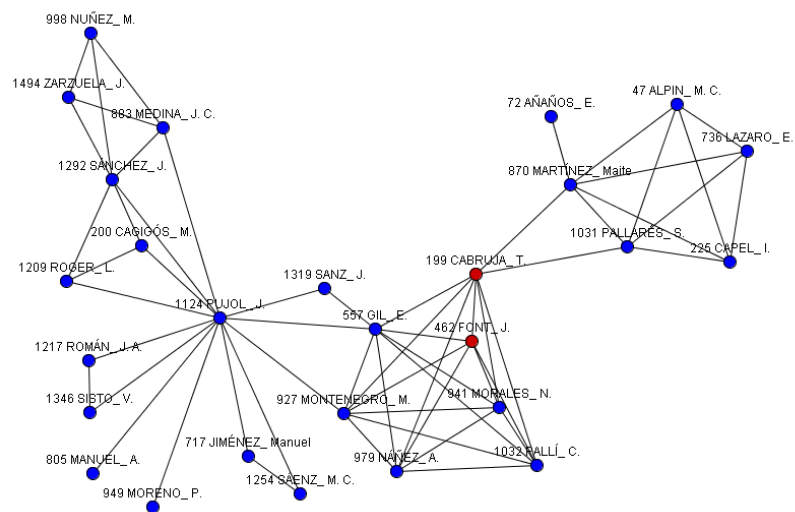 998 NUÑEZ_ M.
1494 ZARZUELA_ J.
883 MEDINA_ J. C.
1292 SÁNCHEZ_ J.
200 CAGIGÓS_ M.
1209 ROGER_ L.
1124 PUJOL_ J.
1319 SANZ_ J.
1217 ROMÁN_ J. A.
1346 SISTO_ V.
805 MANUEL_ A.
949 MORENO_ P.
717 JIMÉNEZ_ Manuel
1254 SÁENZ_ M. C.
72 AÑAÑOS_ E.
47 ALPIN_ M. C.
736 LAZARO_ E.
870 MARTÍNEZ_ Maite
1031 PALLARÉS_ S.
225 CAPEL_ I.
199 CABRUJA_ T.
557 GIL_ E.
462 FONT_ J.
927 MONTENEGRO_ M.
941 MORALES_ N.
979 NÁÑEZ_ A.
1032 PALLÍ_ C.